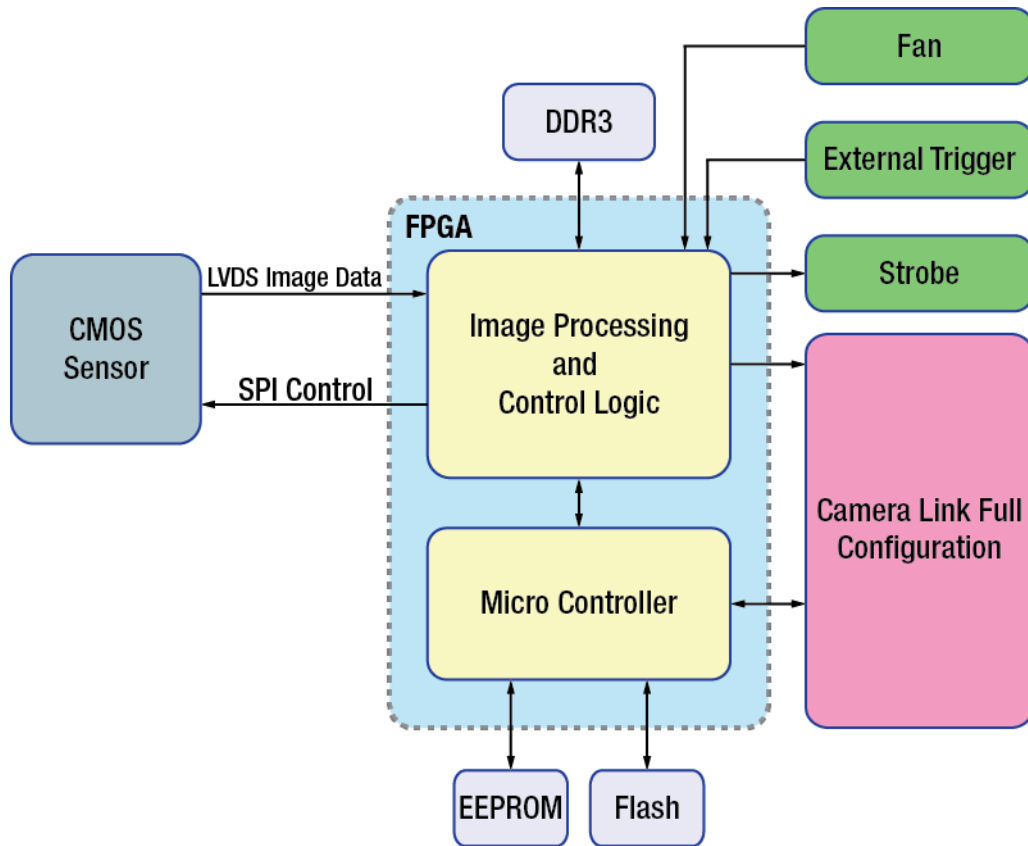 Fan
DDR3
External Trigger
FPGA
LVDS Image Data
Strobe
CMOS
Sensor
Image Processing
and
Control Logic
SPI Control
Camera Link Full
Configuration
Micro Controller
EEPROM
Flash